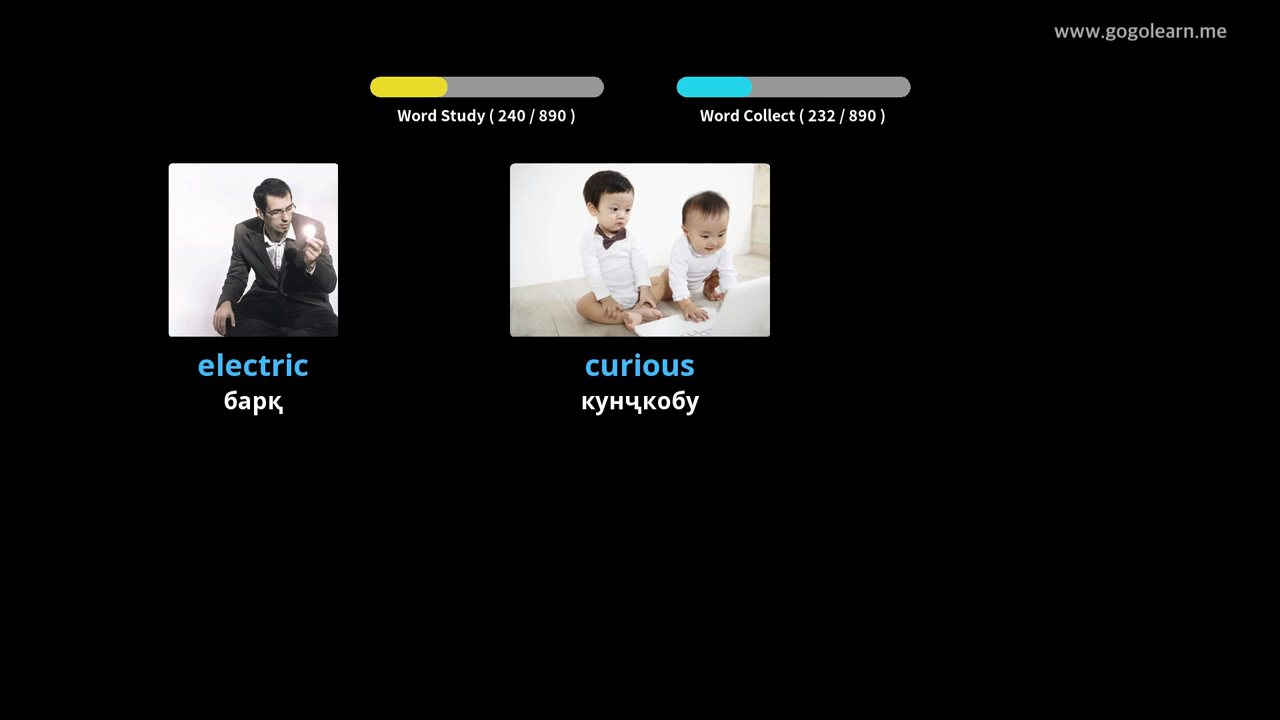 www.gogolearn.me
Word Study ( 240 / 890 )
Word Collect ( 232 / 890 )
electric
барқ
curious
кунҷкобу